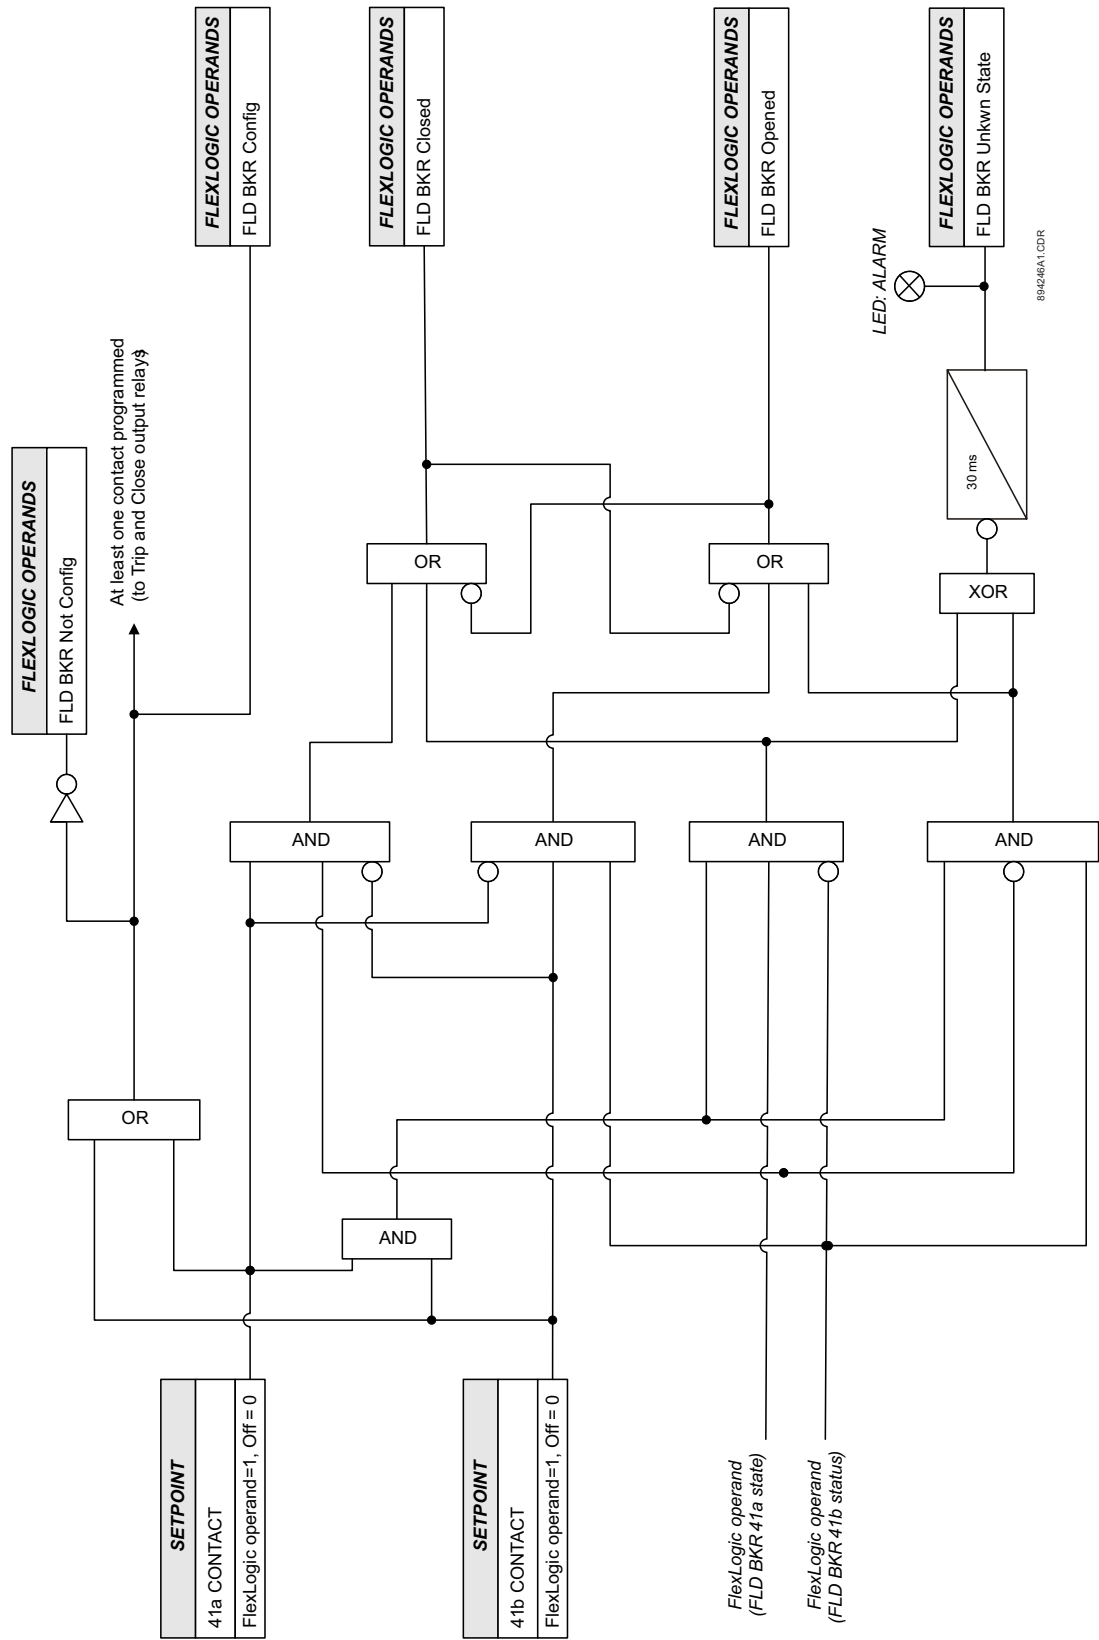 SETPOINT
41a CONTACT
FlexLogic operand=1, Off = 0
SETPOINT
41b CONTACT
FlexLogic operand=1, Off = 0
FlexLogic operand
(FLD BKR 41a state)
FlexLogic operand
(FLD BKR 41b status)
OR
AND
AND
AND
AND
AND
OR
OR
XOR
30 ms
FLEXLOGIC OPERANDS
FLD BKR Not Config
At least one contact programmed
(to Trip and Close output relays)
FLEXLOGIC OPERANDS
FLD BKR Config
FLEXLOGIC OPERANDS
FLD BKR Closed
FLEXLOGIC OPERANDS
FLD BKR Opened
LED: ALARM
FLEXLOGIC OPERANDS
FLD BKR Unkwn State
894246A1.CDR